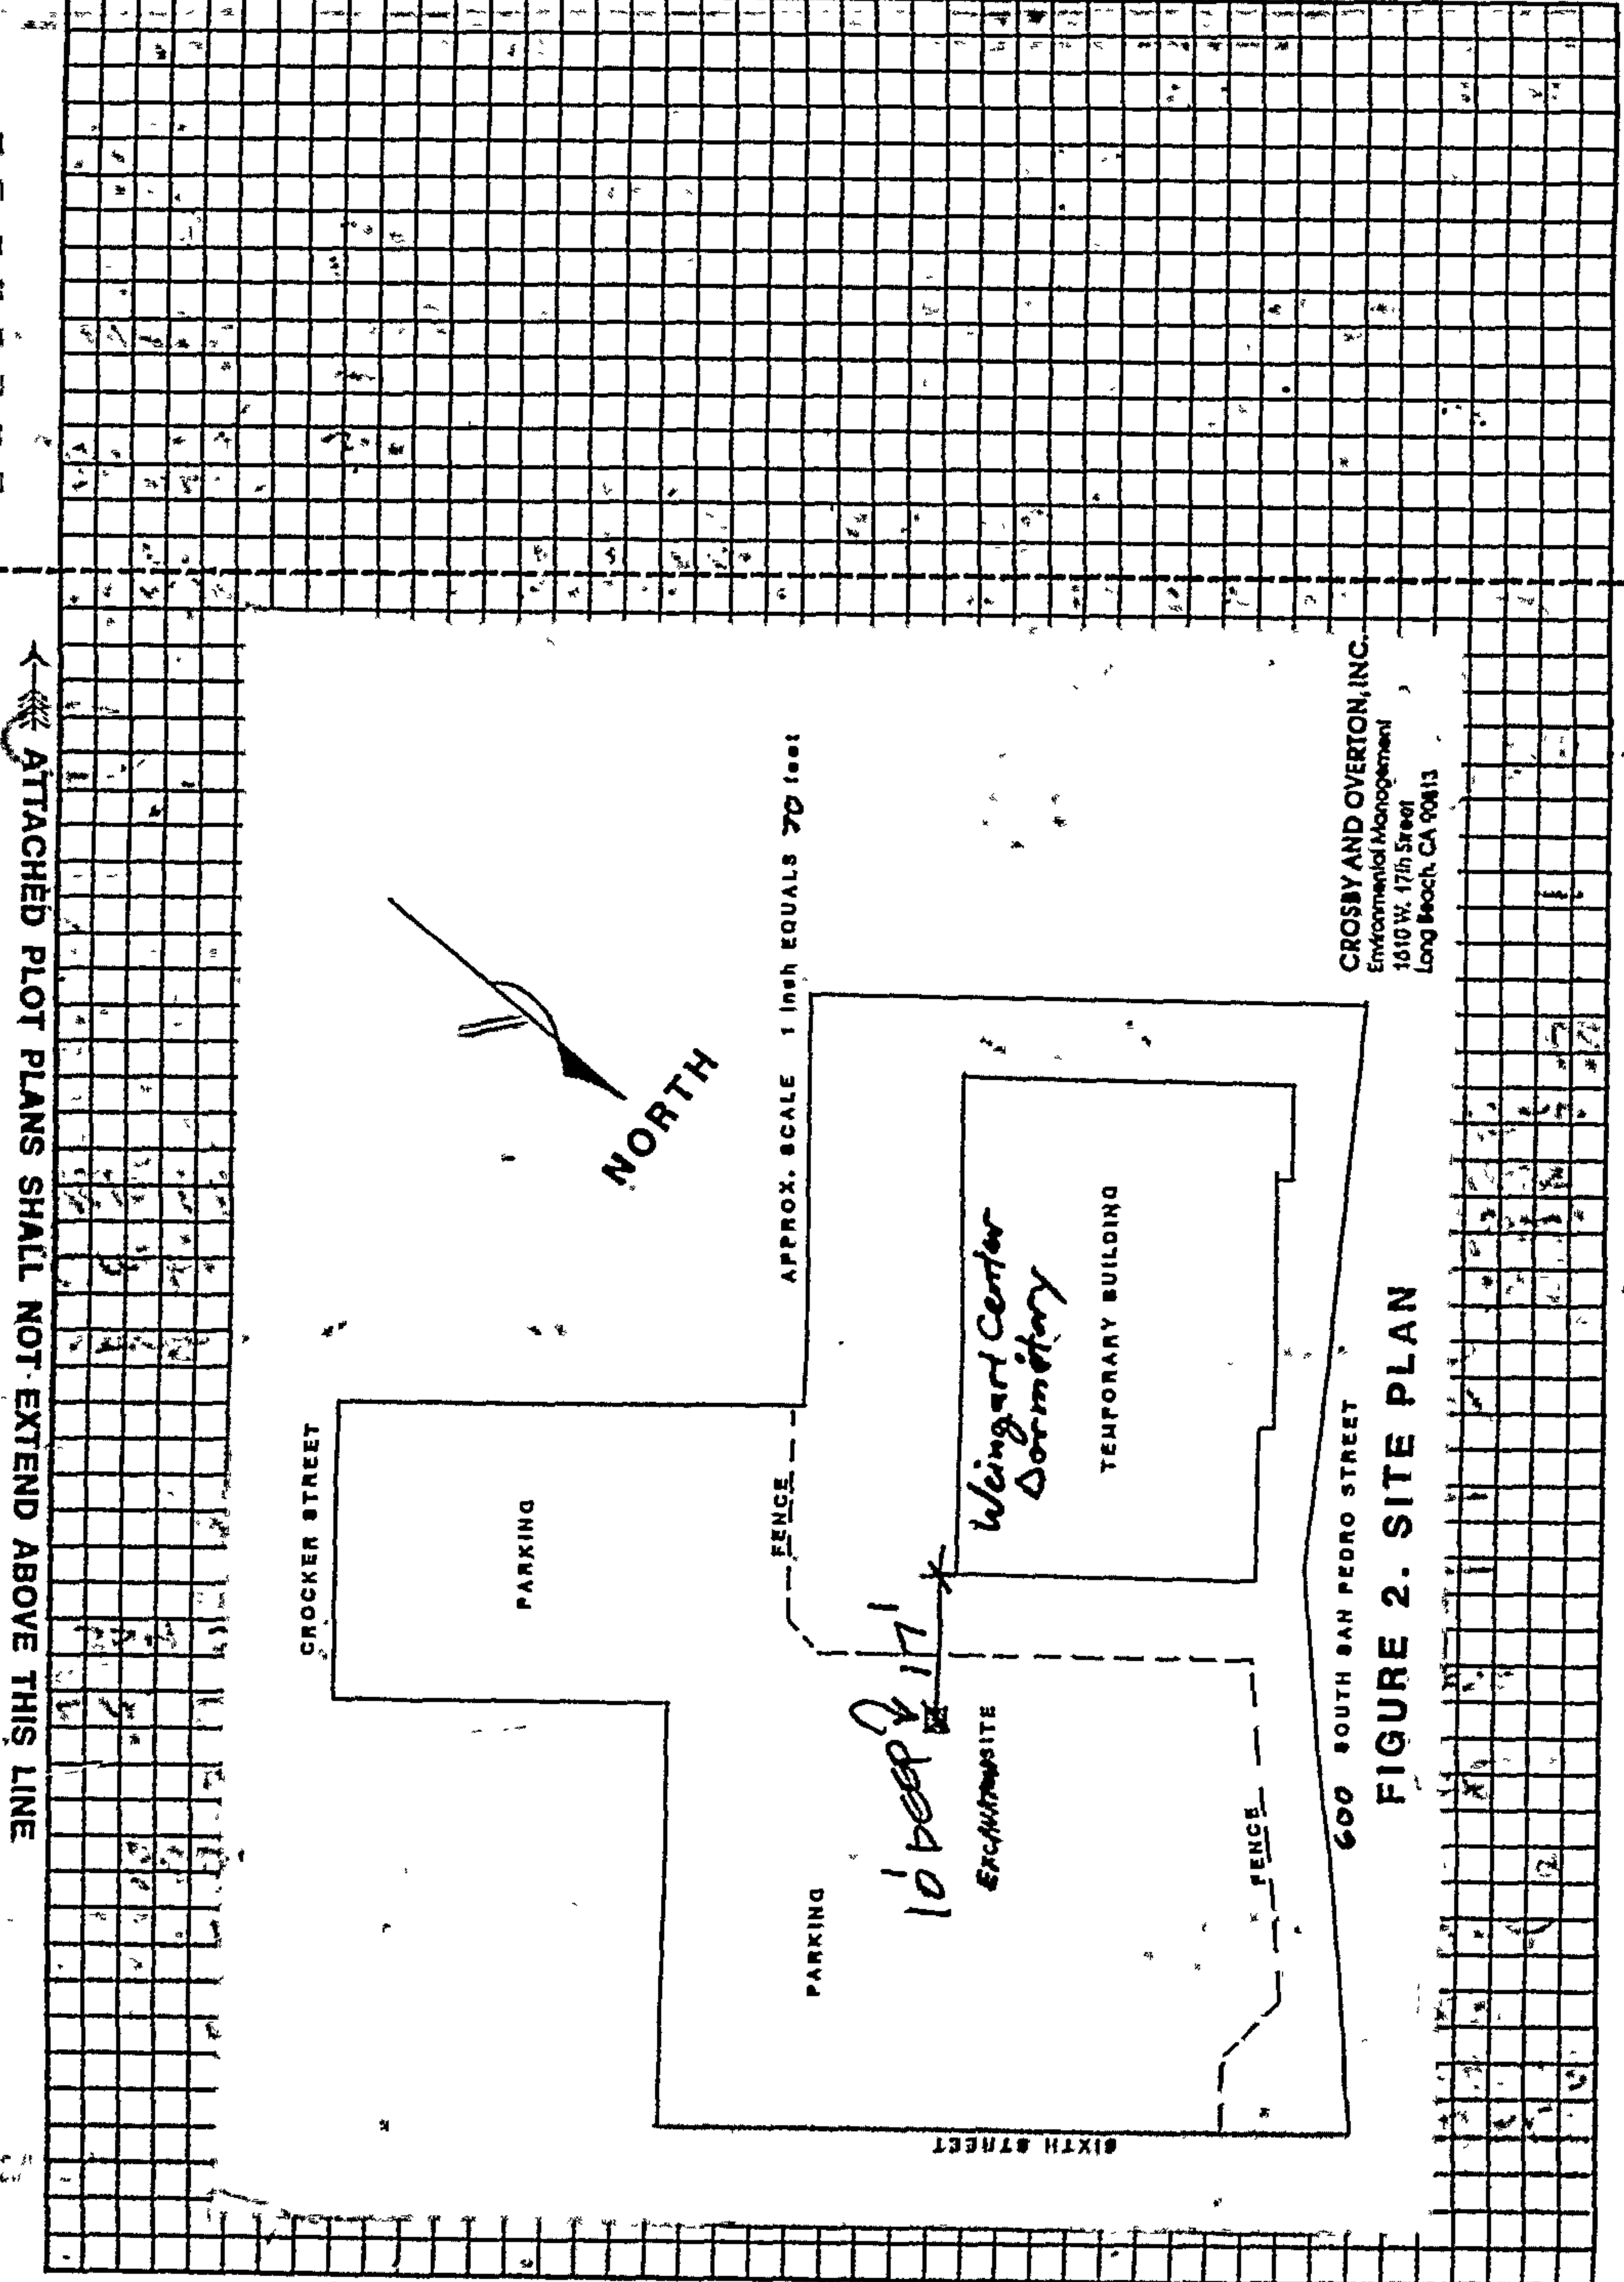 ATTACHED PLOT PLANS SHALL NOT EXTEND ABOVE THIS LINE
CROCKER STREET
PARKING
NORTH
APPROX. SCALE 1 inch EQUALS 70 feet
FENCE
PARKING
10' DEEP
17'
EXCAVATION SITE
Weingart Center
Dormitory
TEMPORARY BUILDING
FENCE
SIXTH STREET
600 SOUTH SAN PEDRO STREET
FIGURE 2. SITE PLAN
CROSBY AND OVERTON, INC.
Environmental Management
1610 W. 17th Street
Long Beach, CA 90813